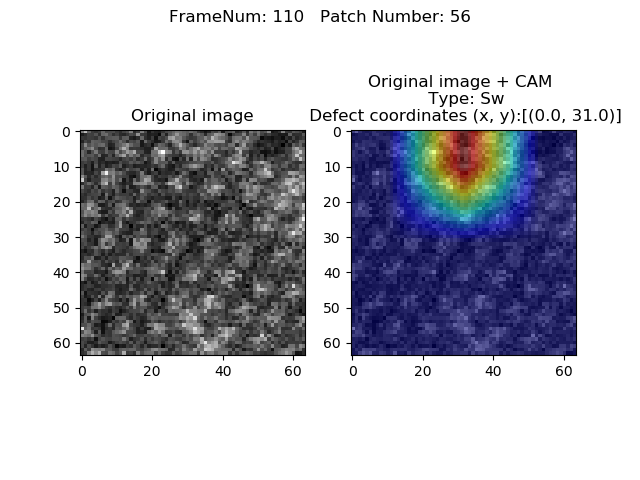 FrameNum: 110   Patch Number: 56
Original image
0
10
20
30
40
50
60
0 20 40 60
Original image + CAM
Type: Sw
Defect coordinates (x, y):[(0.0, 31.0)]
0
10
20
30
40
50
60
0 20 40 60